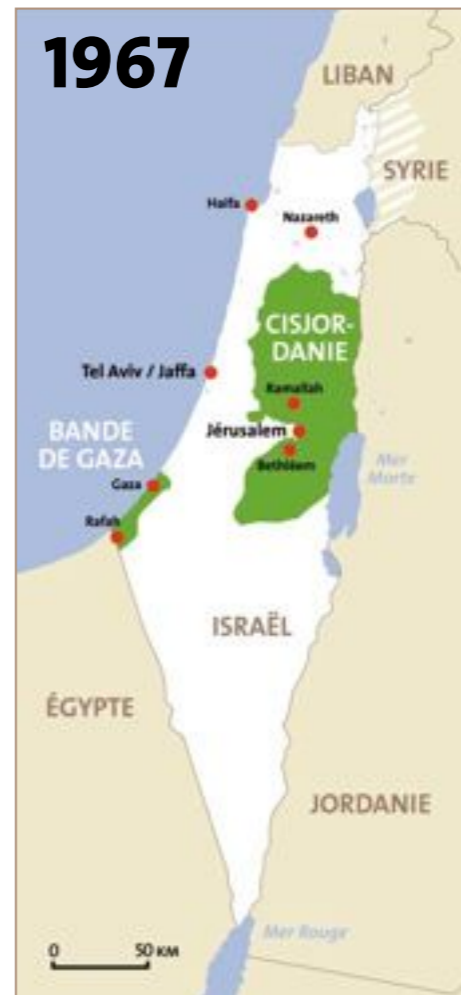 1967
LIBAN
SYRIE
Haïfa
Nazareth
CISJOR-
DANIE
Tel Aviv / Jaffa
Ramallah
Jérusalem
BANDE
DE GAZA
Bethléem
Mer
Morte
Gaza
Rafah
ISRAËL
ÉGYPTE
JORDANIE
Mer Rouge
0 50 KM